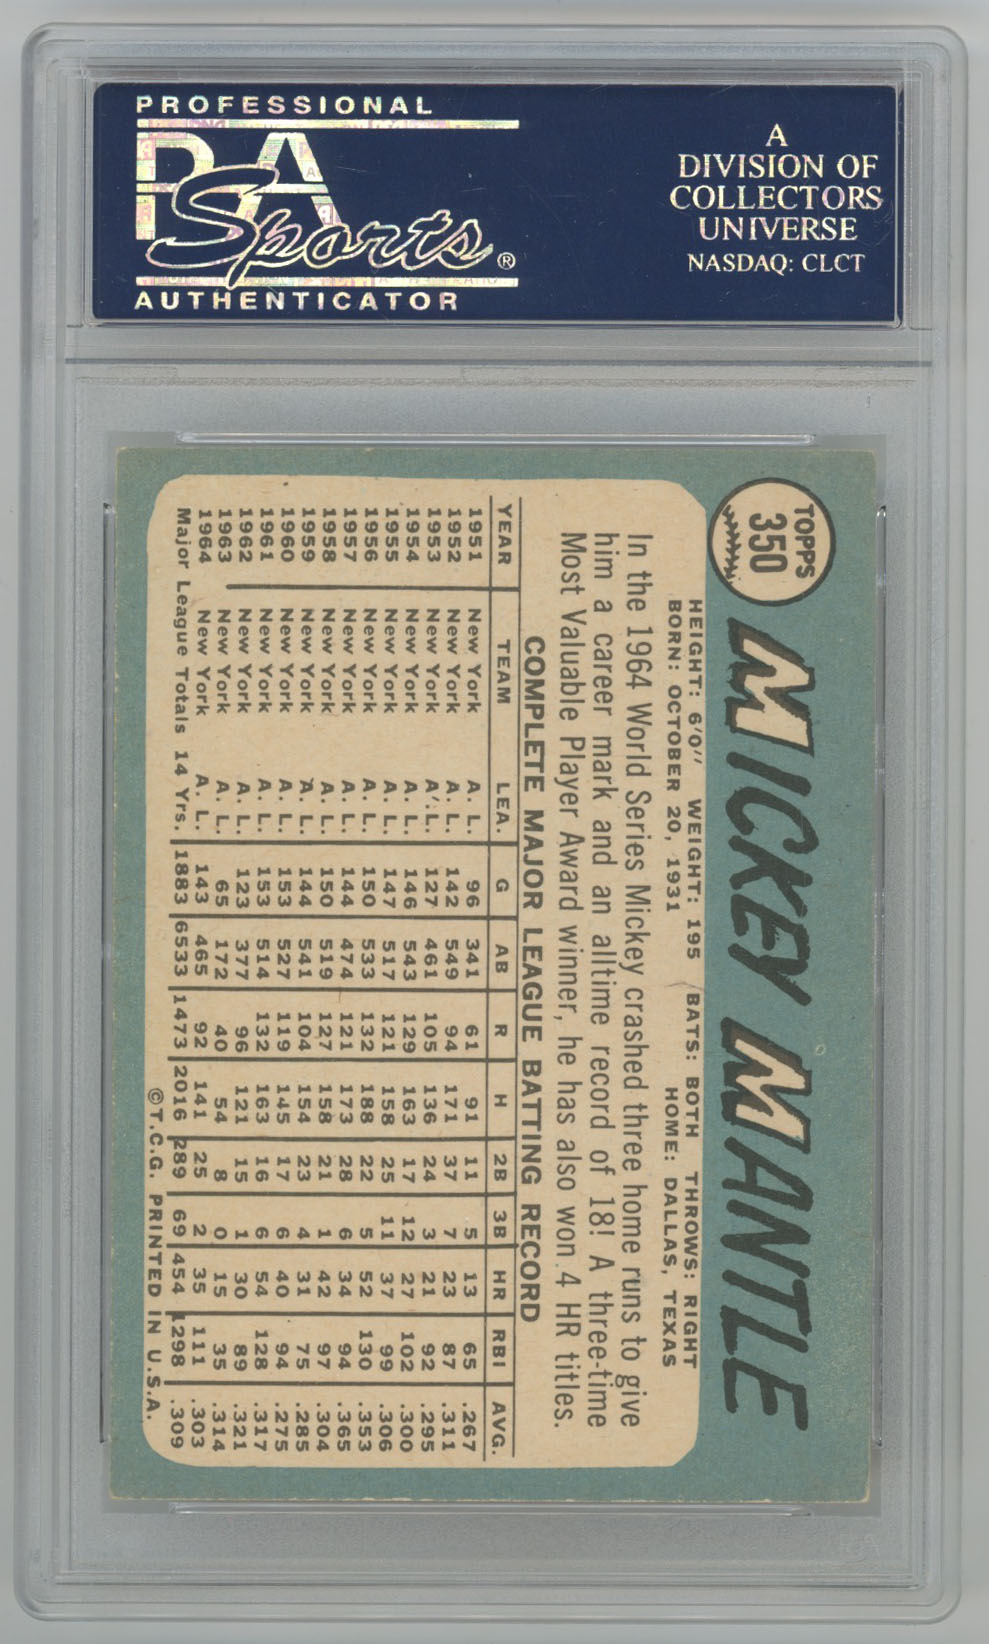 PROFESSIONAL
PSA
Sports®
AUTHENTICATOR
A
DIVISION OF
COLLECTORS
UNIVERSE
NASDAQ: CLCT
TOPPS
350
MICKEY MANTLE
HEIGHT: 6'0" WEIGHT: 195 BATS: BOTH THROWS: RIGHT
BORN: OCTOBER 20, 1931 HOME: DALLAS, TEXAS
In the 1964 World Series Mickey crashed three home runs to give
him a career mark and an alltime record of 18! A three-time
Most Valuable Player Award winner, he has also won 4 HR titles.
COMPLETE MAJOR LEAGUE BATTING RECORD
YEAR TEAM LEA. G AB R H 2B 3B HR RBI AVG.
1951 New York A. L. 96 341 61 91 11 5 13 65 .267
1952 New York A. L. 142 549 94 171 37 7 23 87 .311
1953 New York A. L. 127 461 105 136 24 3 21 92 .295
1954 New York A. L. 146 543 129 163 17 12 27 102 .300
1955 New York A. L. 147 517 121 158 25 11 37 99 .306
1956 New York A. L. 150 533 132 188 22 5 52 130 .353
1957 New York A. L. 144 474 121 173 28 6 34 94 .365
1958 New York A. L. 150 519 127 158 21 1 42 97 .304
1959 New York A. L. 144 541 104 154 23 4 31 75 .285
1960 New York A. L. 153 527 119 145 17 6 40 94 .275
1961 New York A. L. 153 514 132 163 16 6 54 128 .317
1962 New York A. L. 123 377 96 121 15 1 30 89 .321
1963 New York A. L. 65 172 40 54 8 0 15 35 .314
1964 New York A. L. 143 465 92 141 25 2 35 111 .303
Major League Totals 14 Yrs. 1883 6533 1473 2016 289 69 454 1298 .309
©T.C.G. PRINTED IN U.S.A.